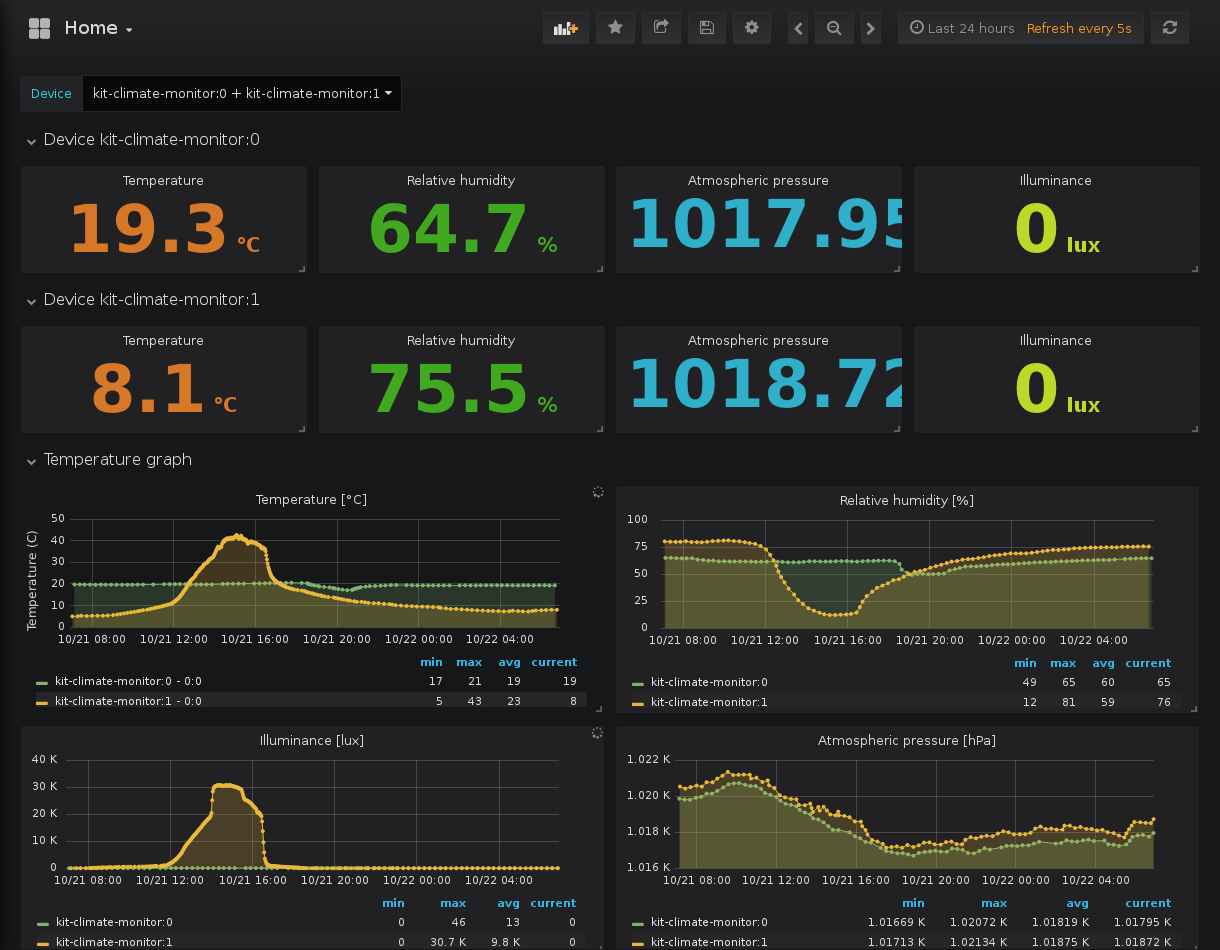 Home
Last 24 hours Refresh every 5s
Device kit-climate-monitor:0 + kit-climate-monitor:1
Device kit-climate-monitor:0
Temperature Relative humidity Atmospheric pressure Illuminance
19.3 °C 64.7 % 1017.95 0 lux
Device kit-climate-monitor:1
Temperature Relative humidity Atmospheric pressure Illuminance
8.1 °C 75.5 % 1018.72 0 lux
Temperature graph
Temperature [°C]
Temperature (C)
50
40
30
20
10
0
10/21 08:00 10/21 12:00 10/21 16:00 10/21 20:00 10/22 00:00 10/22 04:00
min max avg current
kit-climate-monitor:0 - 0:0 17 21 19 19
kit-climate-monitor:1 - 0:0 5 43 23 8
Relative humidity [%]
100
75
50
25
0
10/21 08:00 10/21 12:00 10/21 16:00 10/21 20:00 10/22 00:00 10/22 04:00
min max avg current
kit-climate-monitor:0 49 65 60 65
kit-climate-monitor:1 12 81 59 76
Illuminance [lux]
40 K
30 K
20 K
10 K
0
10/21 08:00 10/21 12:00 10/21 16:00 10/21 20:00 10/22 00:00 10/22 04:00
min max avg current
kit-climate-monitor:0 0 46 13 0
kit-climate-monitor:1 0 30.7 K 9.8 K 0
Atmospheric pressure [hPa]
1.022 K
1.020 K
1.018 K
1.016 K
10/21 08:00 10/21 12:00 10/21 16:00 10/21 20:00 10/22 00:00 10/22 04:00
min max avg current
kit-climate-monitor:0 1.01669 K 1.02072 K 1.01819 K 1.01795 K
kit-climate-monitor:1 1.01713 K 1.02134 K 1.01875 K 1.01872 K